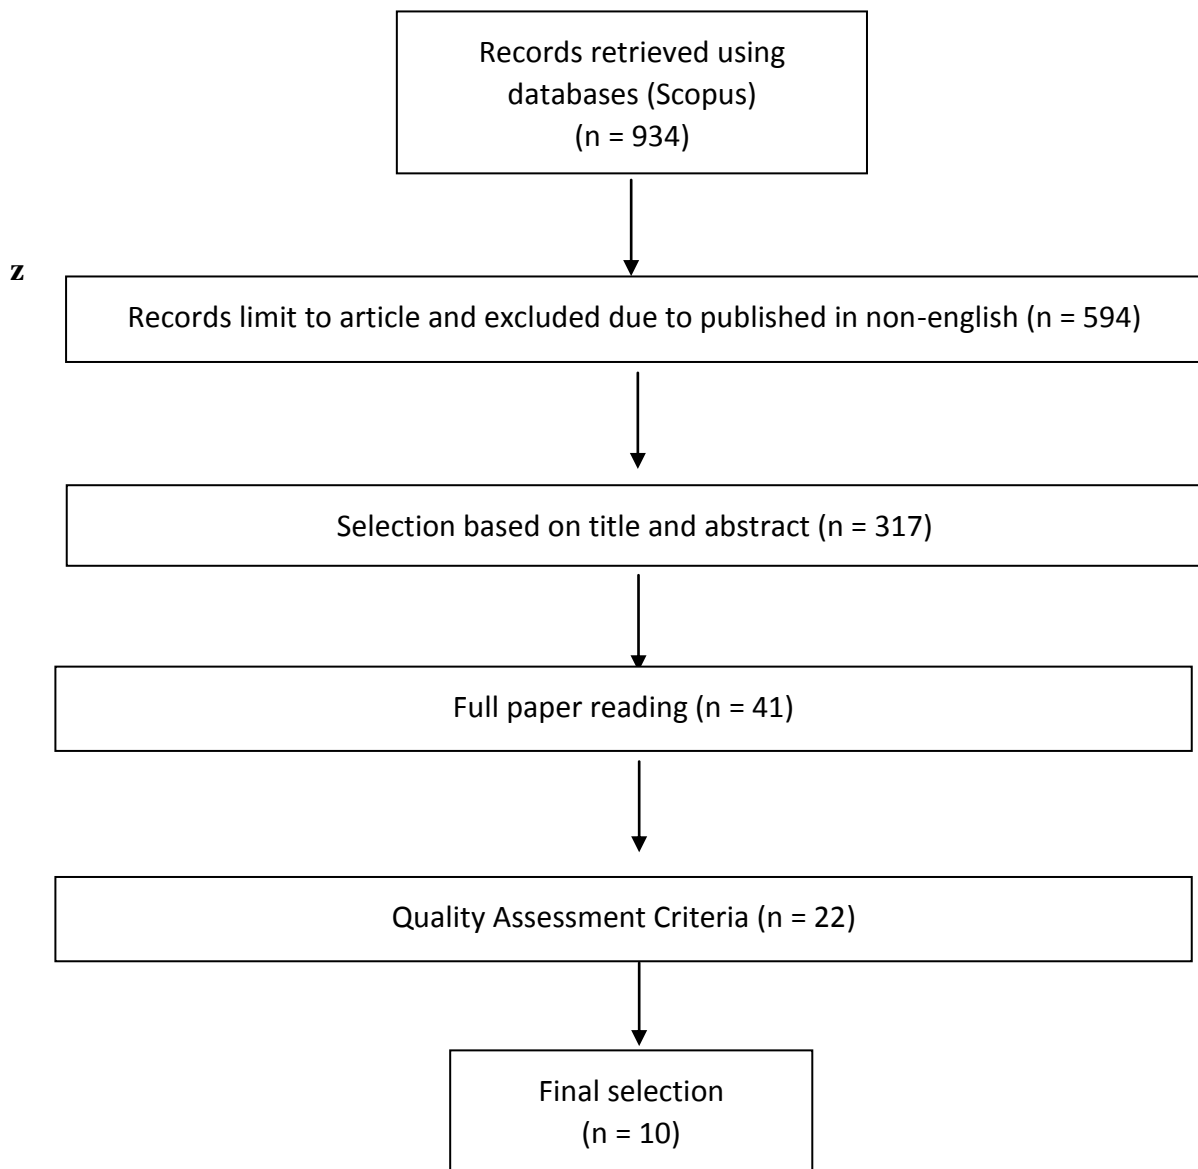 Records retrieved using
databases (Scopus)
(n = 934)
z
Records limit to article and excluded due to published in non-english (n = 594)
Selection based on title and abstract (n = 317)
Full paper reading (n = 41)
Quality Assessment Criteria (n = 22)
Final selection
(n = 10)